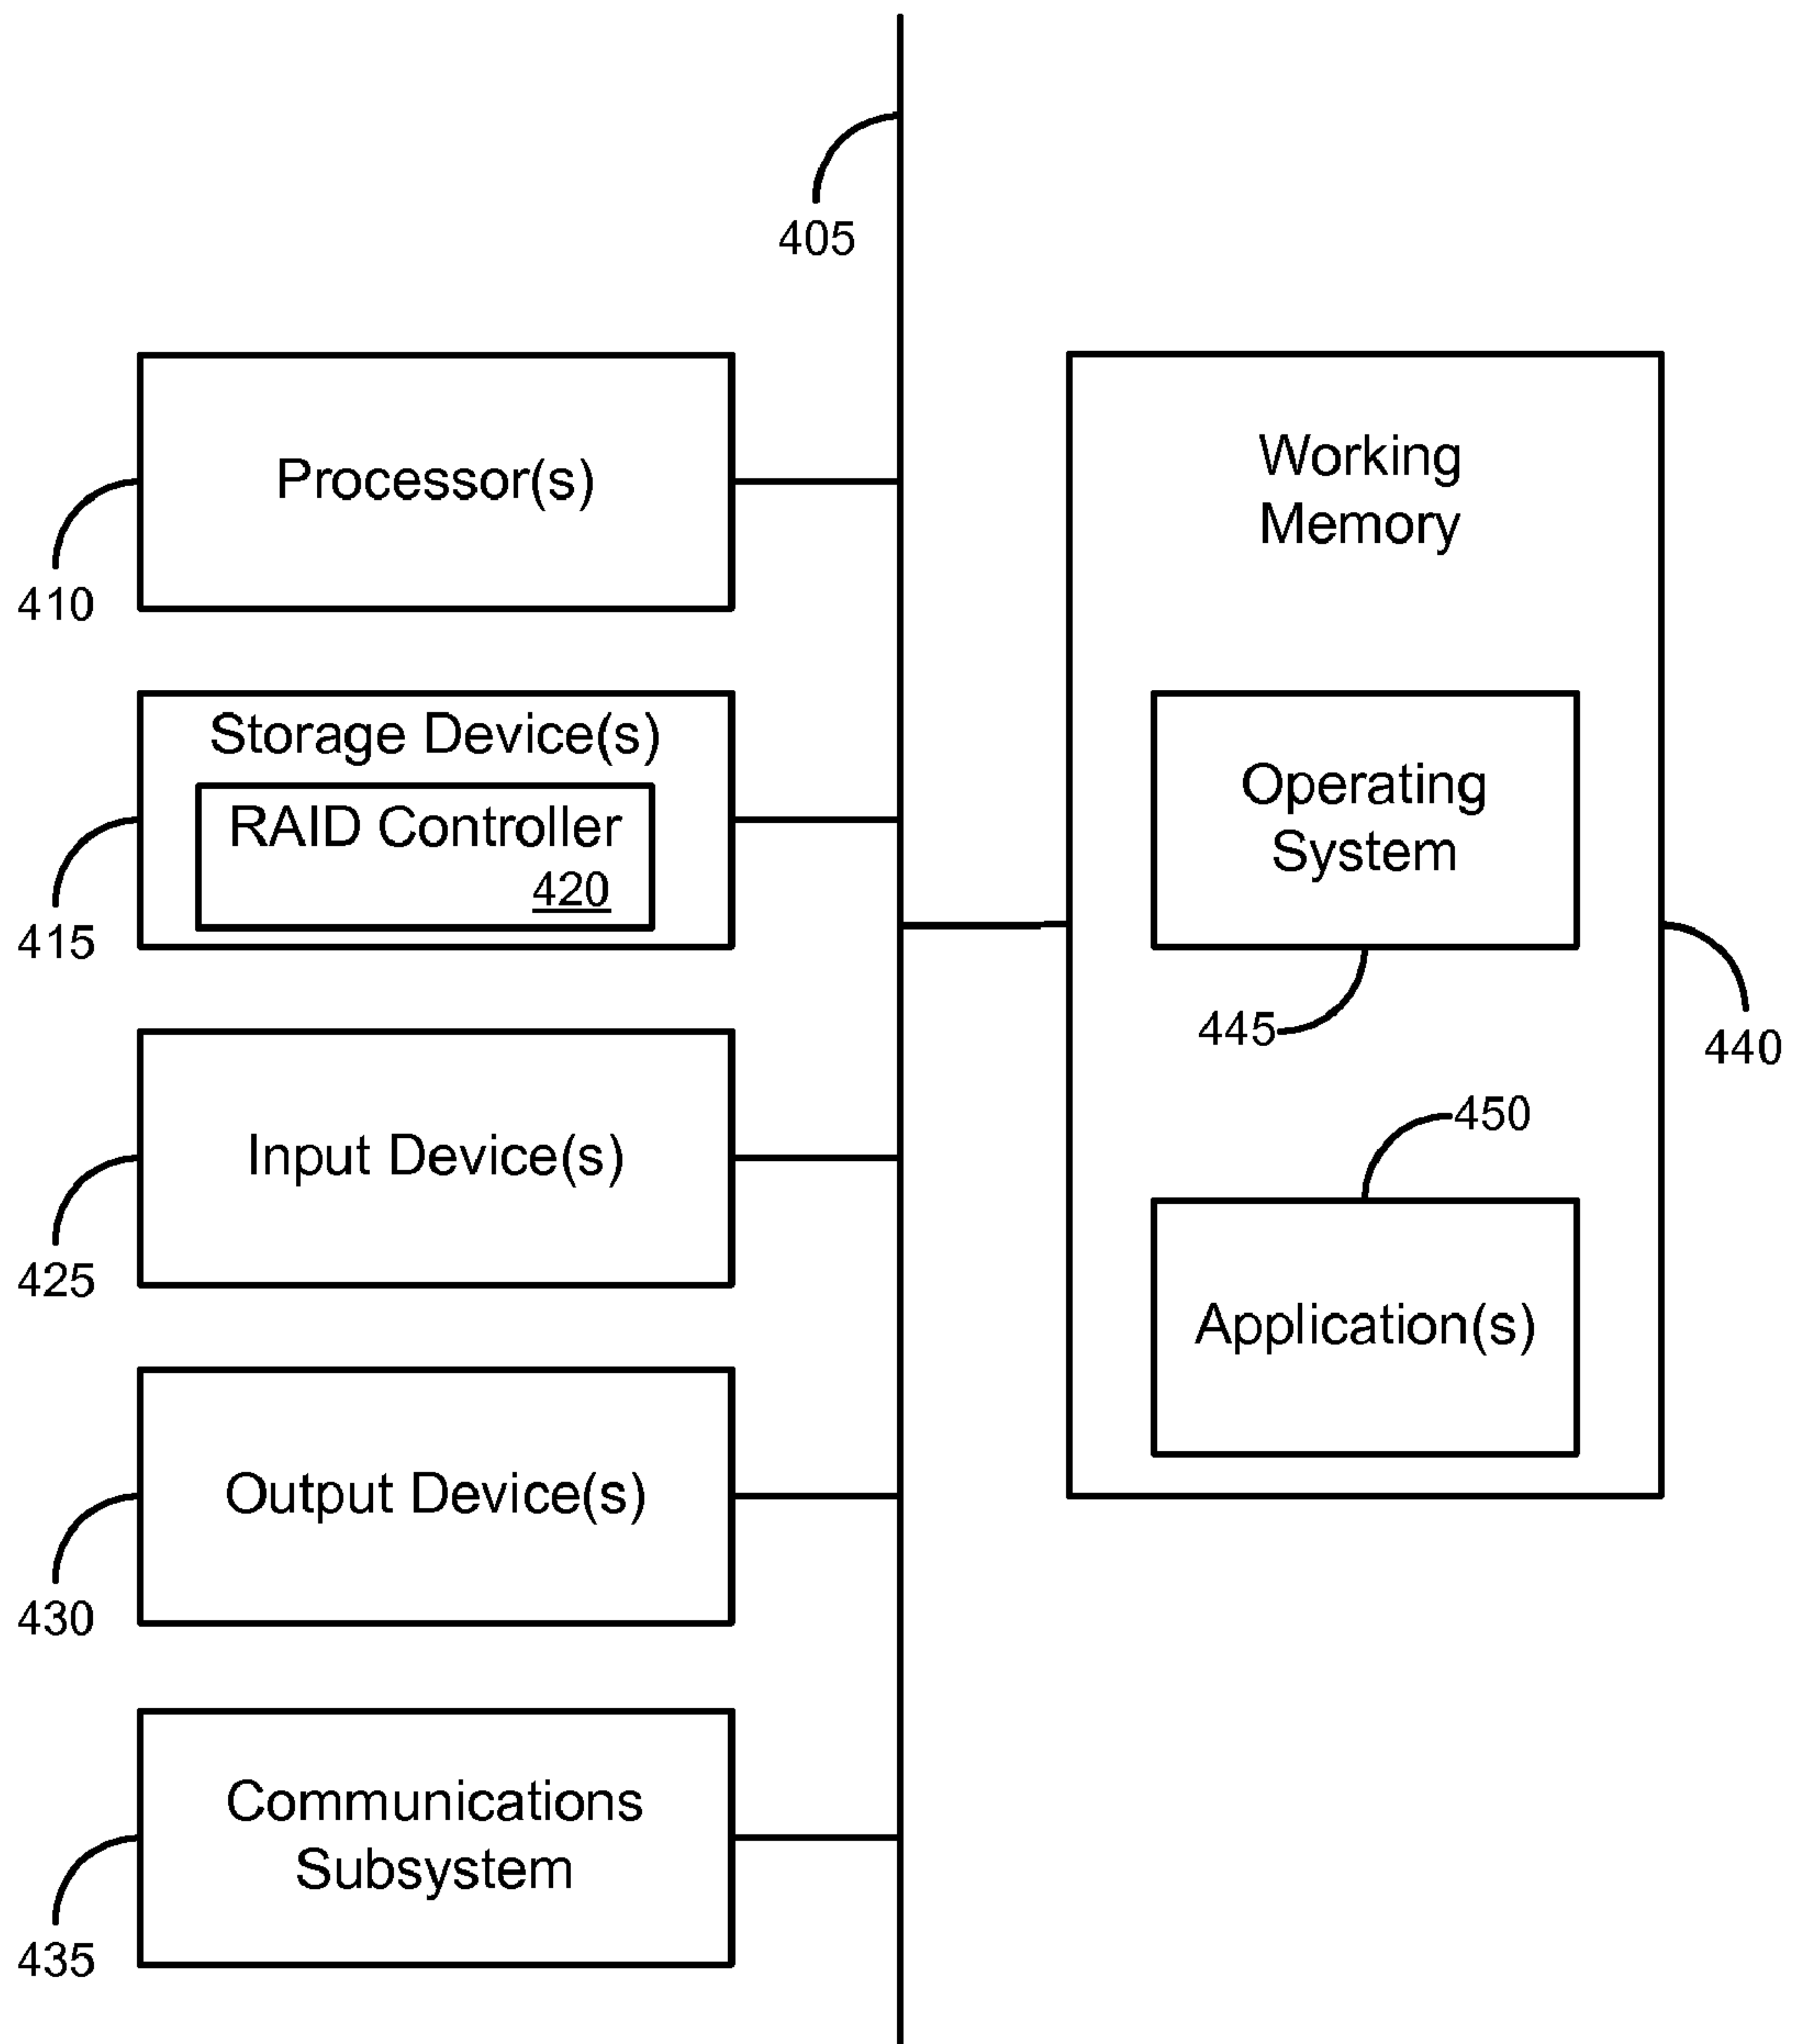 405
Processor(s)
410
Storage Device(s)
RAID Controller
420
415
Input Device(s)
425
Output Device(s)
430
Communications
Subsystem
435
Working
Memory
Operating
System
445
440
450
Application(s)